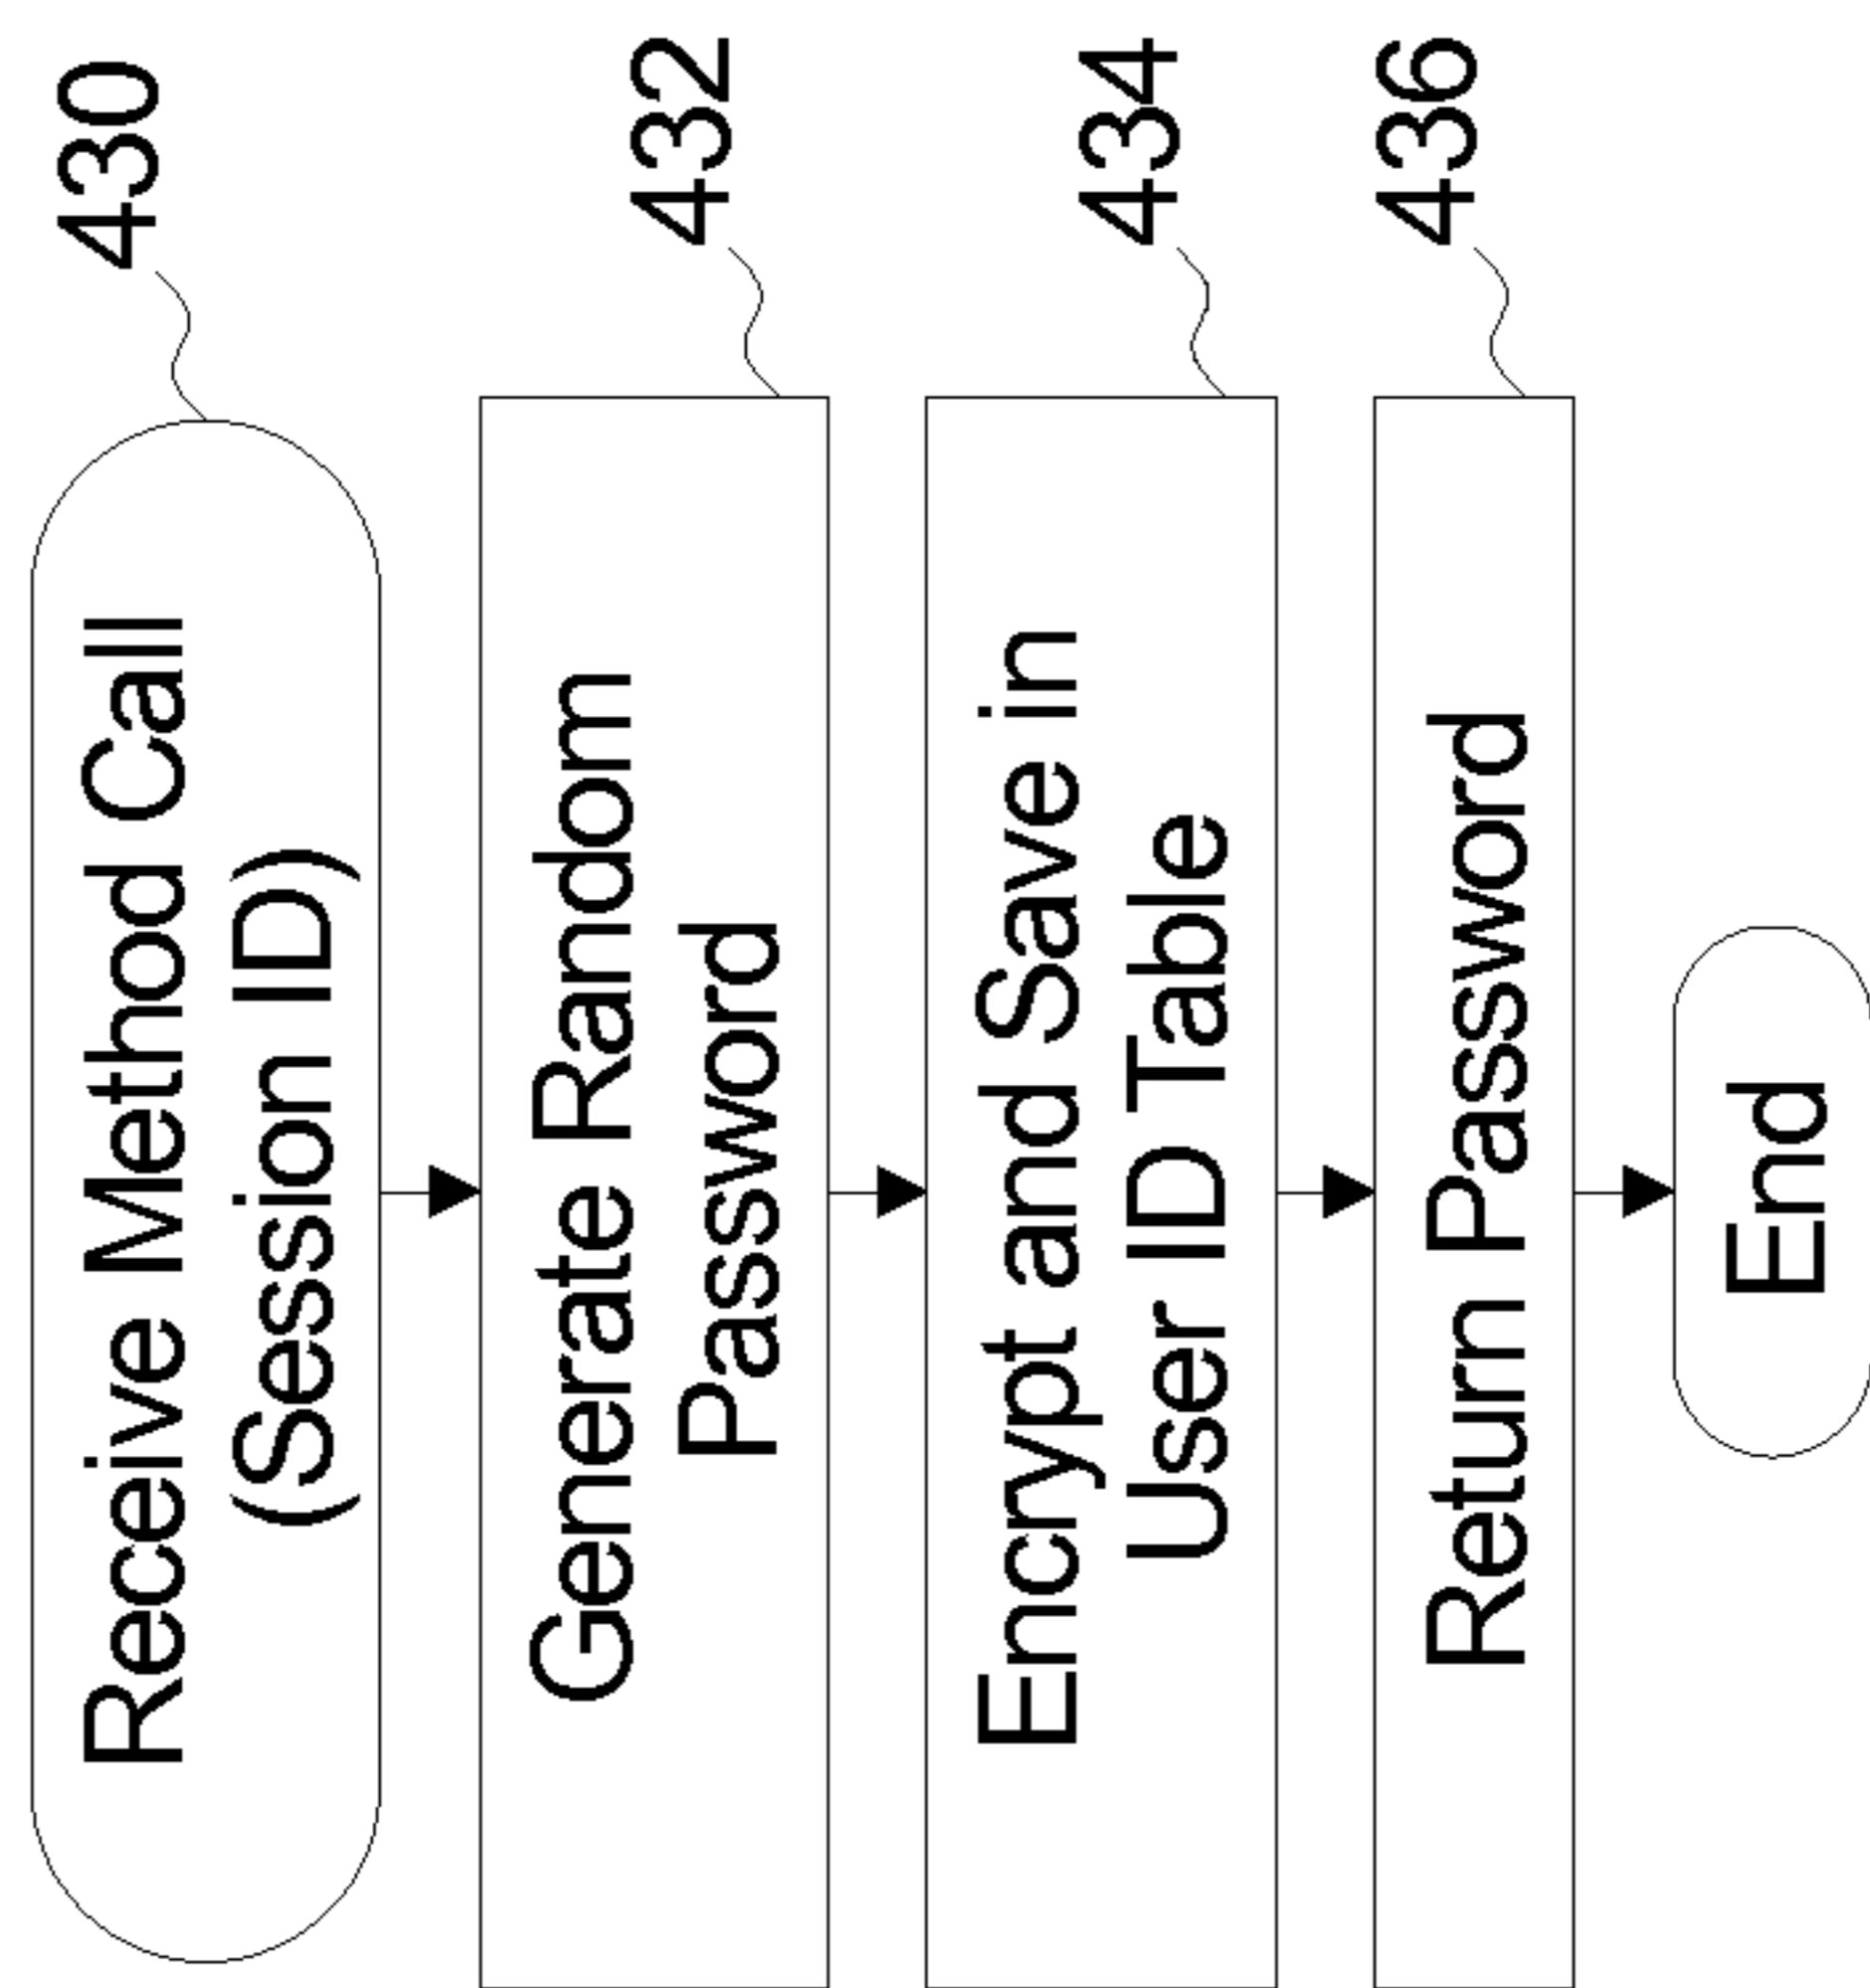 430
Receive Method Call
(Session ID)
432
Generate Random
Password
434
Encrypt and Save in
User ID Table
436
Return Password
End